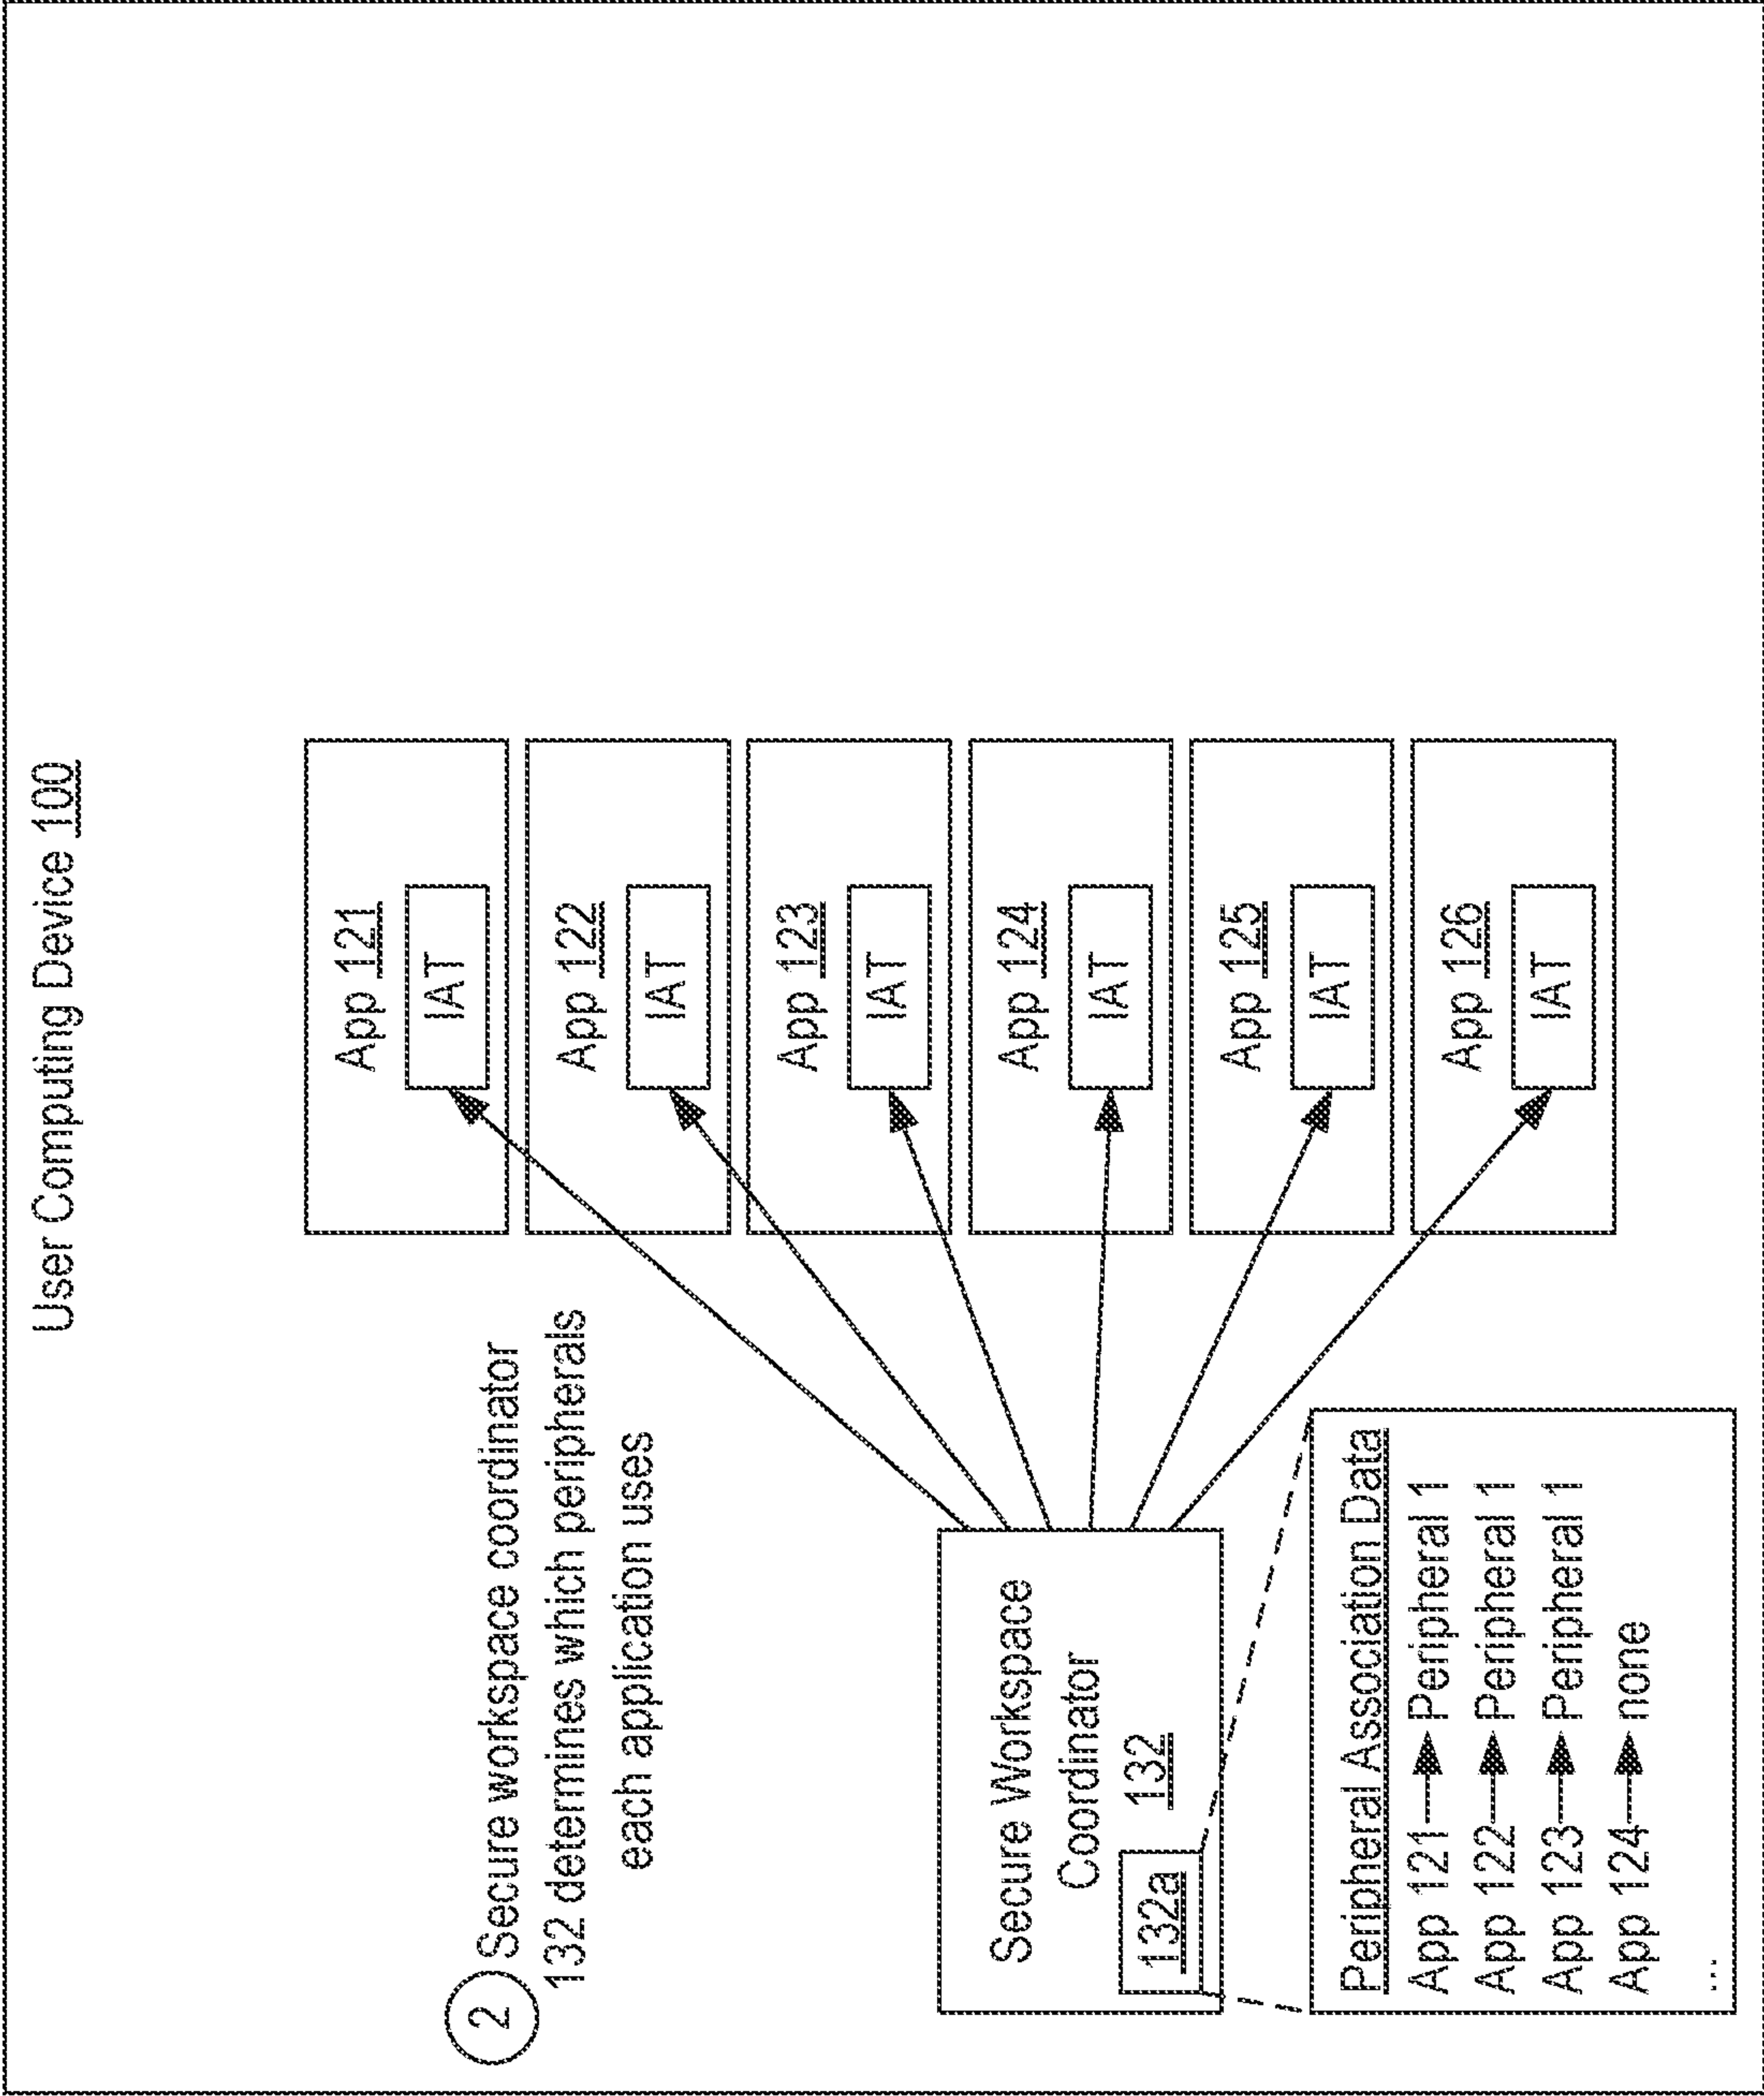 User Computing Device 100
2 Secure workspace coordinator
132 determines which peripherals
each application uses
App 121
IAT
App 122
IAT
App 123
IAT
App 124
IAT
App 125
IAT
App 126
IAT
Secure Workspace
Coordinator
132
132a
Peripheral Association Data
App 121 Peripheral 1
App 122 Peripheral 1
App 123 Peripheral 1
App 124 none
...